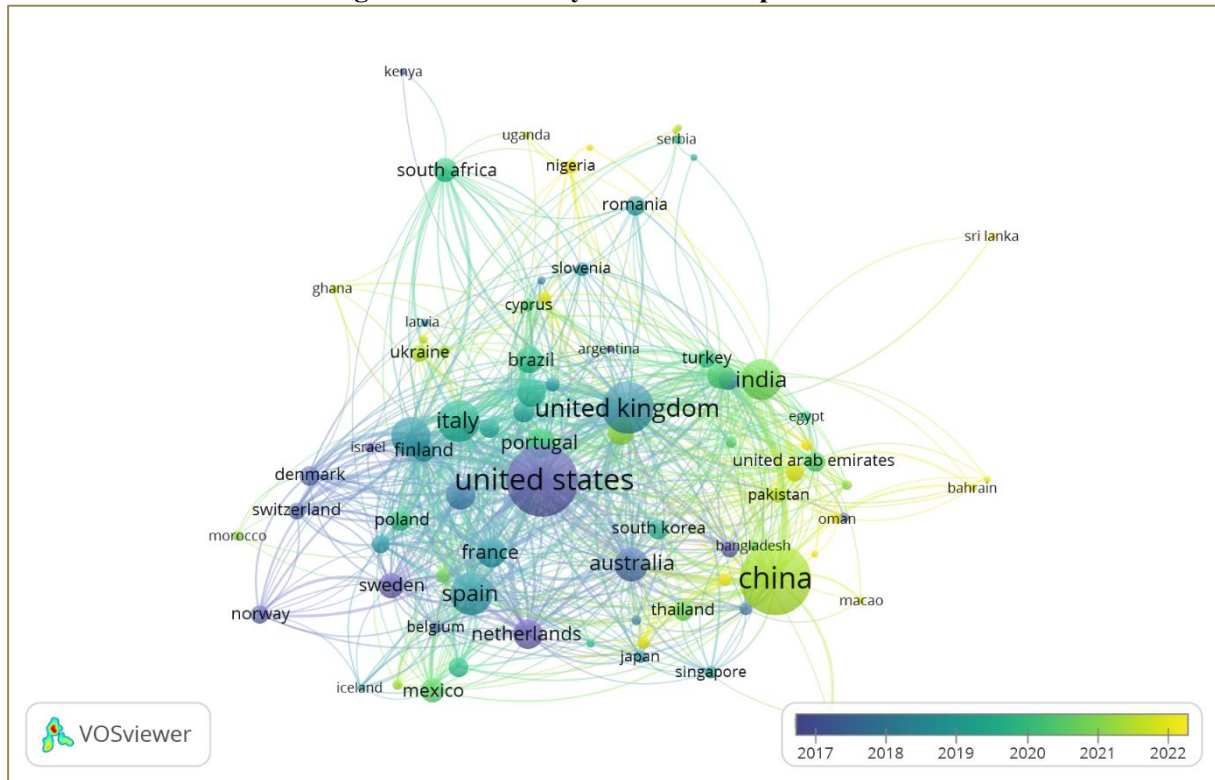 kenya
uganda
serbia
south africa
nigeria
romania
sri lanka
slovenia
ghana
cyprus
latvia
argentina
ukraine
brazil
turkey
india
united kingdom
egypt
italy
portugal
israel
finland
united arab emirates
denmark
united states
bahrain
pakistan
switzerland
poland
south korea
oman
morocco
bangladesh
france
australia
china
sweden
spain
macao
thailand
norway
belgium
netherlands
japan
singapore
iceland
mexico
VOSviewer
2017 2018 2019 2020 2021 2022